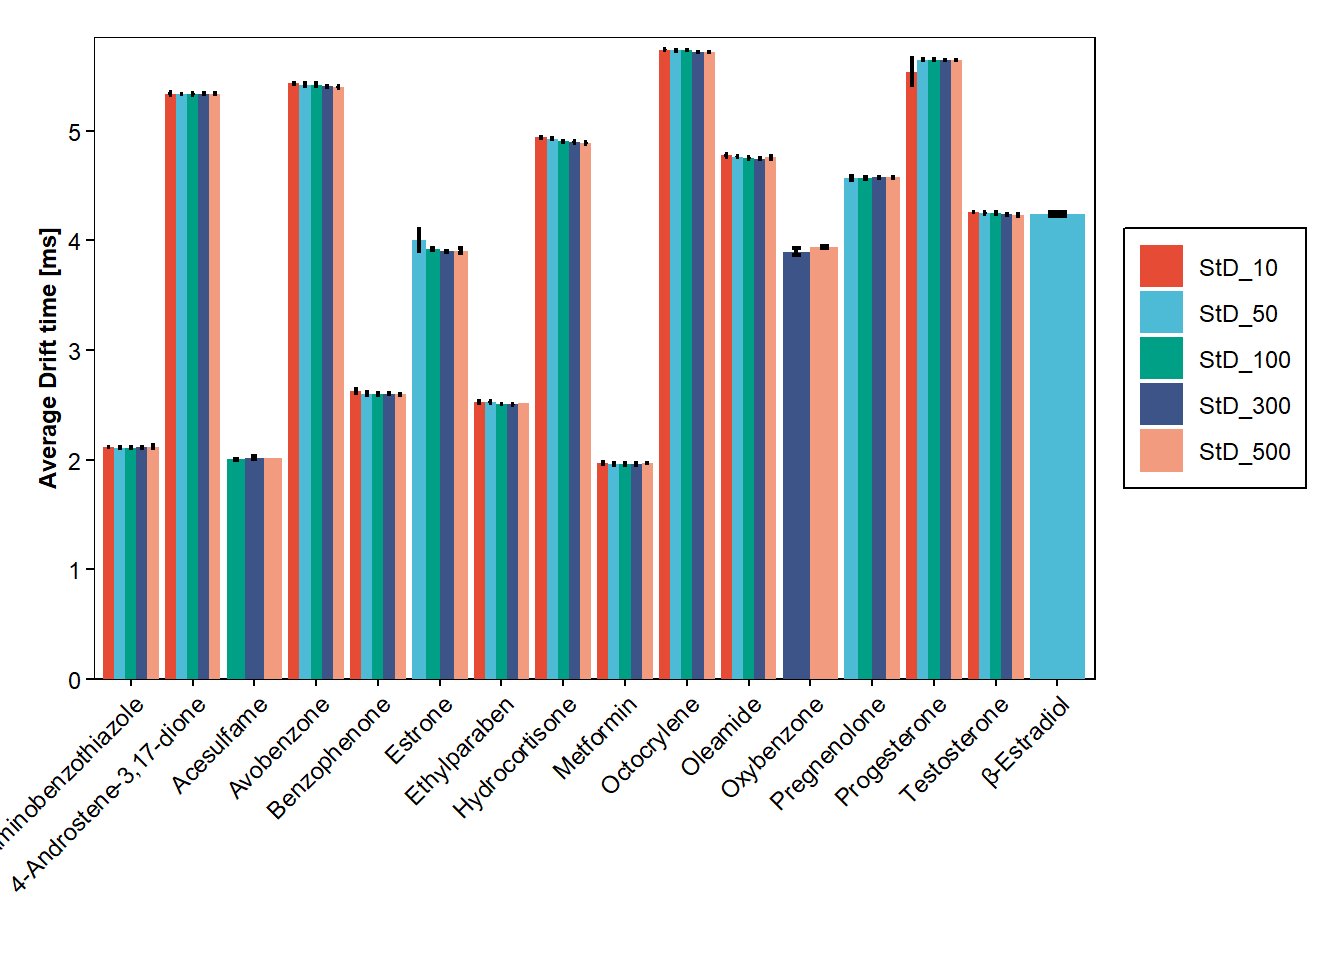 Average Drift time [ms]
5
4
3
2
1
0
4-Androstene-3,17-dione
Acesulfame
Avobenzone
Benzophenone
Estrone
Ethylparaben
Hydrocortisone
Metformin
Octocrylene
Oleamide
Oxybenzone
Pregnenolone
Progesterone
Testosterone
β-Estradiol
StD_10
StD_50
StD_100
StD_300
StD_500